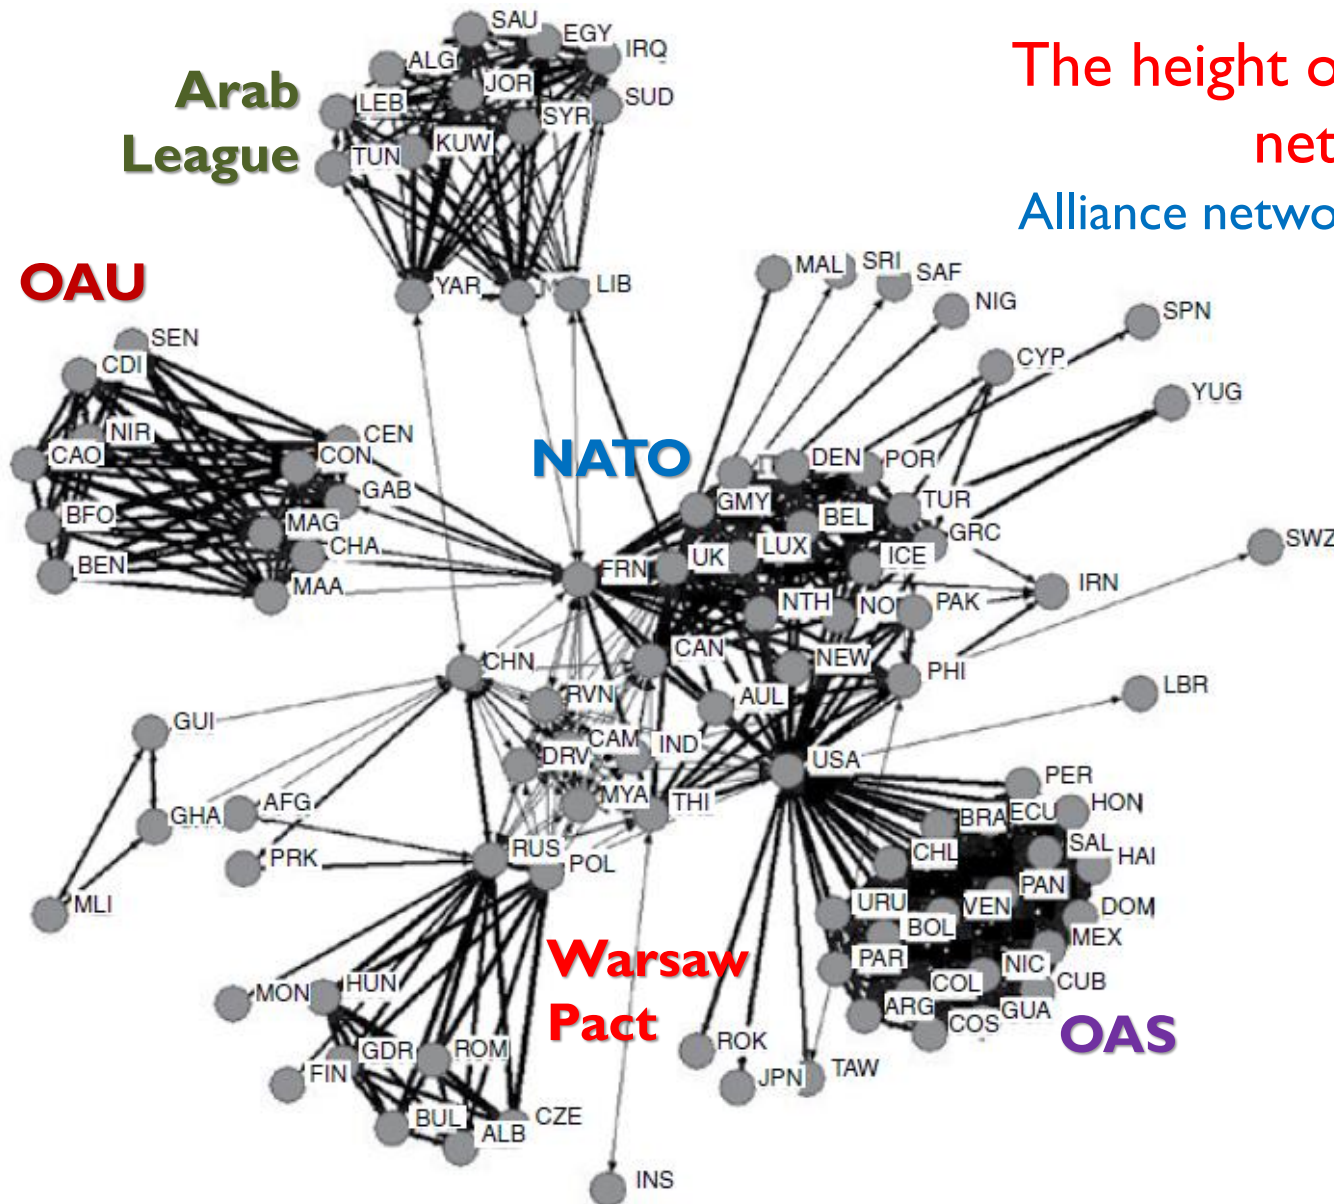 The height o
net
Alliance netwo
Arab
League
SAU
EGY
IRQ
ALG
JOR
SUD
LEB
SYR
KUW
TUN
OAU
YAR
LIB
MAL
SRI
SAF
NIG
SPN
CYP
YUG
SEN
CDI
NIR
CEN
CAO
CON
GAB
BFO
MAG
CHA
BEN
MAA
NATO
DEN
POR
GMY
BEL
TUR
GRC
SWZ
FRN
UK
LUX
ICE
IRN
NTH
NO
PAK
CHN
CAN
NEW
PHI
LBR
RVN
AUL
GUI
CAM
IND
DRV
USA
MYA
THI
GHA
AFG
PRK
RUS
POL
MLI
PER
ECU
HON
BRA
SAL
CHL
HAI
PAN
URU
VEN
DOM
BOL
MEX
PAR
NIC
CUB
COL
ARG
GUA
COS
OAS
Warsaw
Pact
MON
HUN
GDR
ROM
FIN
BUL
ALB
CZE
ROK
JPN
TAW
INS